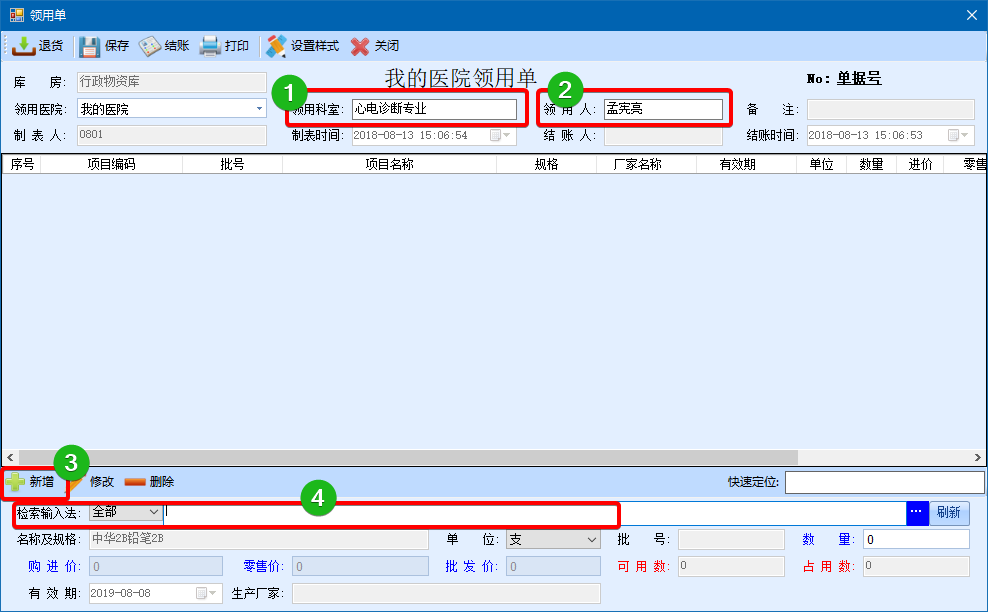 领用单
退货 保存 结账 打印 设置样式 关闭
我的医院领用单 No: 单据号
库 房: 行政物资库
1 2
领用医院: 我的医院 领用科室: 心电诊断专业 领 用 人: 孟宪亮 备 注:
制 表 人: 0801 制表时间: 2018-08-13 15:06:54 结 账 人: 结账时间: 2018-08-13 15:06:53
序号 项目编码 批号 项目名称 规格 厂家名称 有效期 单位 数量 进价 零售
3
新增 修改 删除 快速定位:
4
检索输入法: 全部 ... 刷新
名称及规格: 中华2B铅笔2B 单 位: 支 批 号: 数 量: 0
购 进 价: 0 零售价: 0 批 发 价: 0 可 用 数: 0 占 用 数: 0
有 效 期: 2019-08-08 生产厂家: